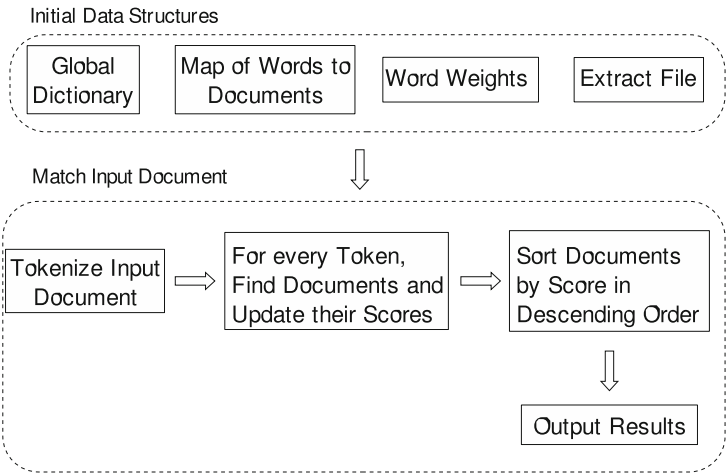 Initial Data Structures
Global
Dictionary
Map of Words to
Documents
Word Weights
Extract File
Match Input Document
Tokenize Input
Document
For every Token,
Find Documents and
Update their Scores
Sort Documents
by Score in
Descending Order
Output Results